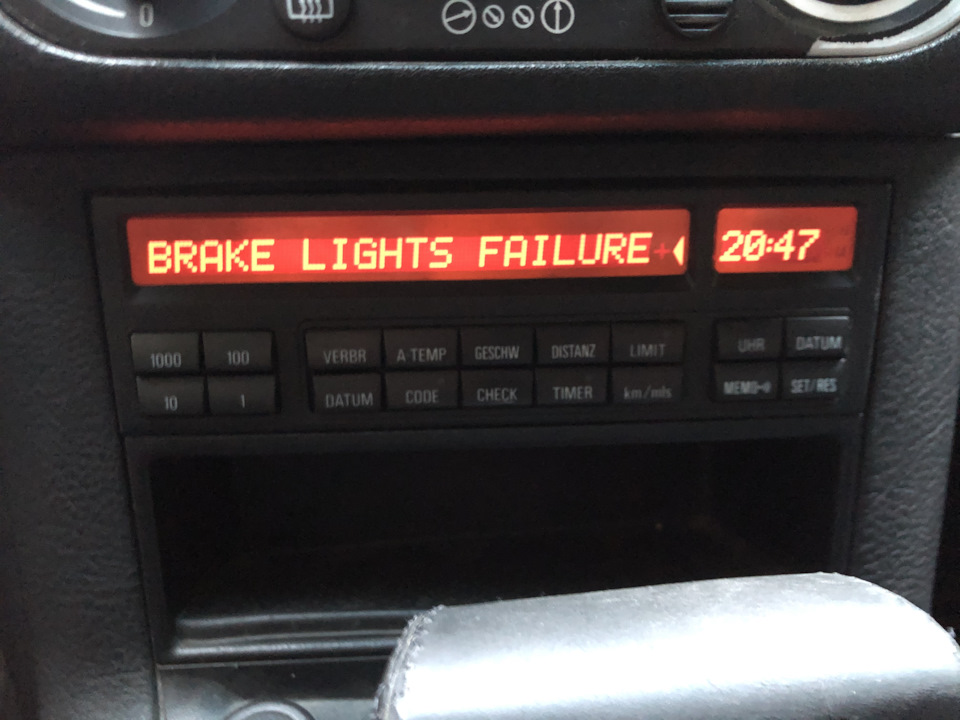 0
BRAKE LIGHTS FAILURE+ 20:47
1000 100 VERBR A TEMP GESCHW DISTANZ LIMIT UHR DATUM
10 1 DATUM CODE CHECK TIMER km/mls MEMO SET/RES